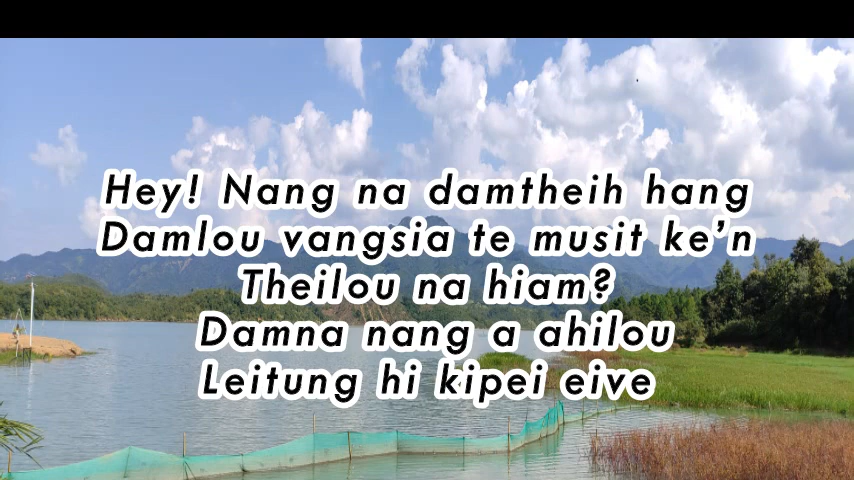 Hey! Nang na damtheih hang
Damlou vangsia te musit ke’n
Theilou na hiam?
Damna nang a ahilou
Leitung hi kipei eive